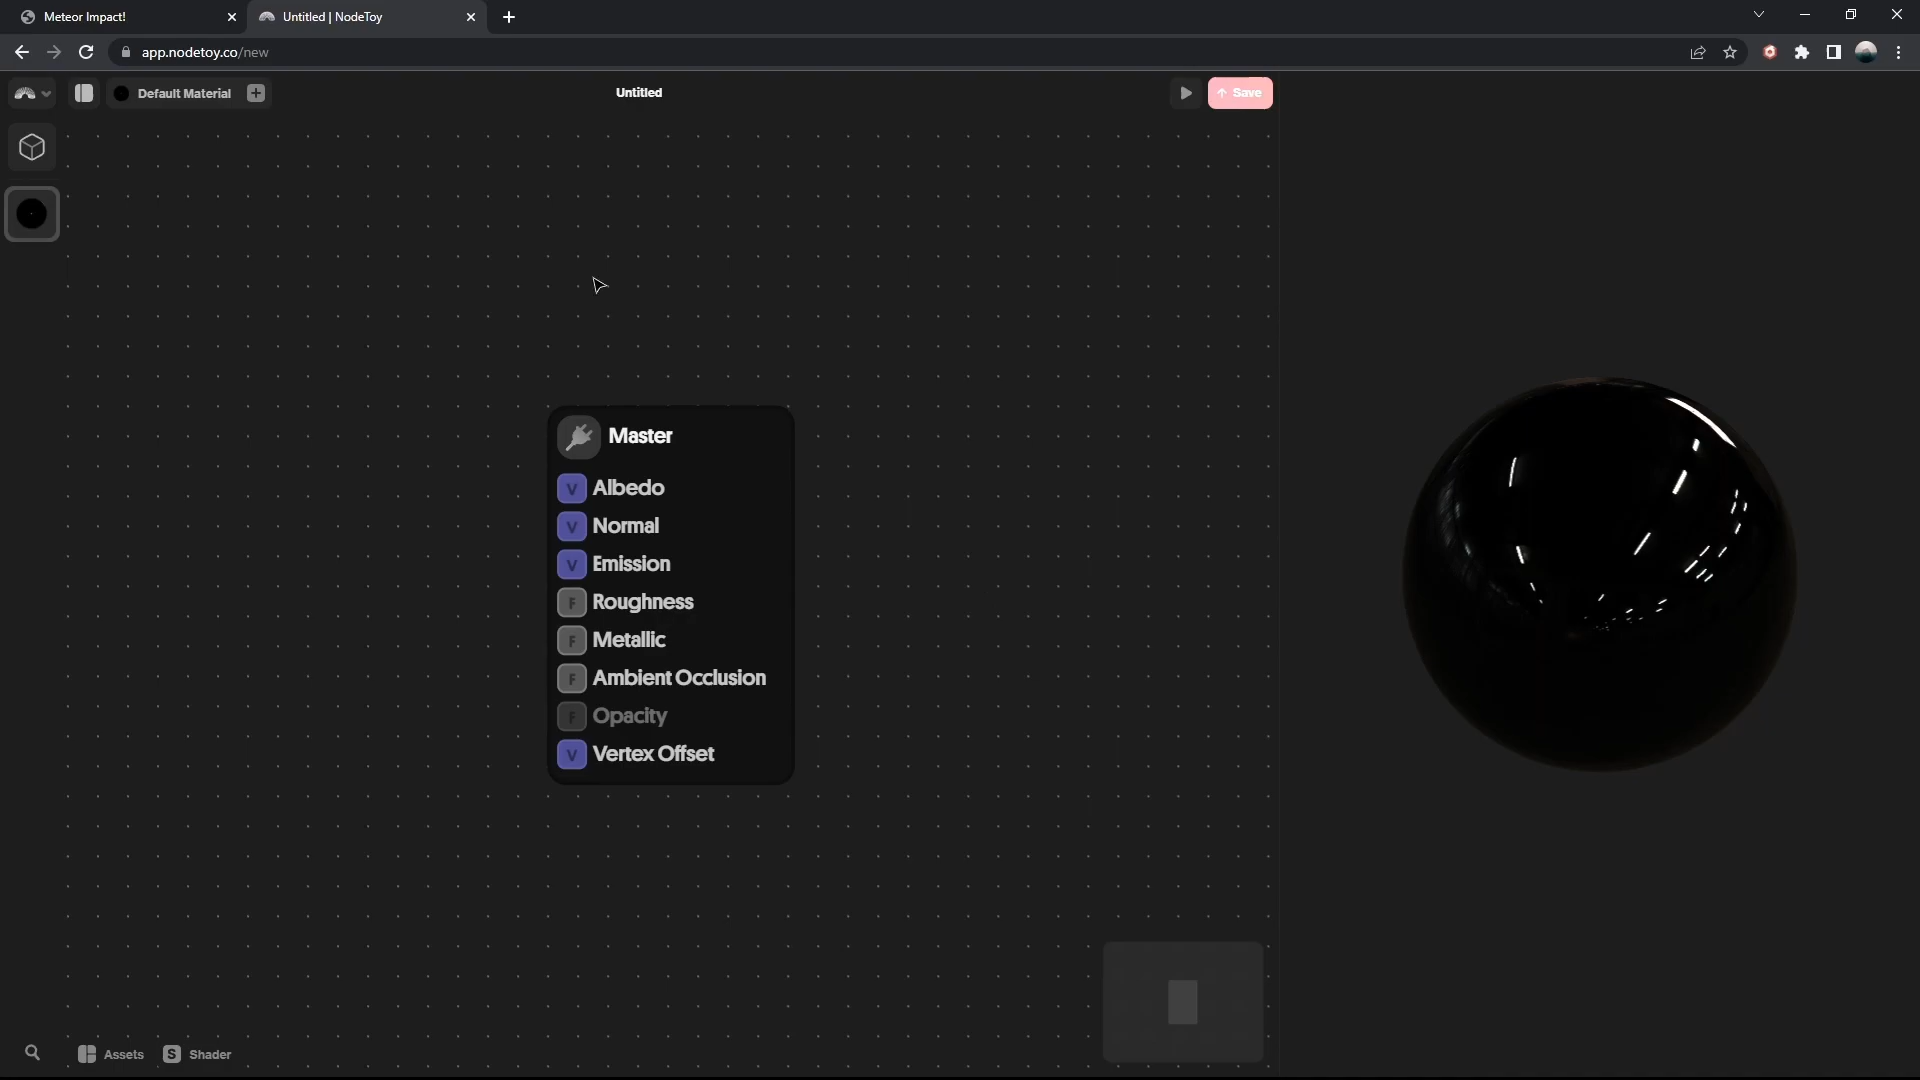 Meteor Impact!
Untitled | NodeToy
app.nodetoy.co/new
Default Material
Untitled
Save
Master
V Albedo
V Normal
V Emission
F Roughness
F Metallic
F Ambient Occlusion
F Opacity
V Vertex Offset
Assets
S Shader